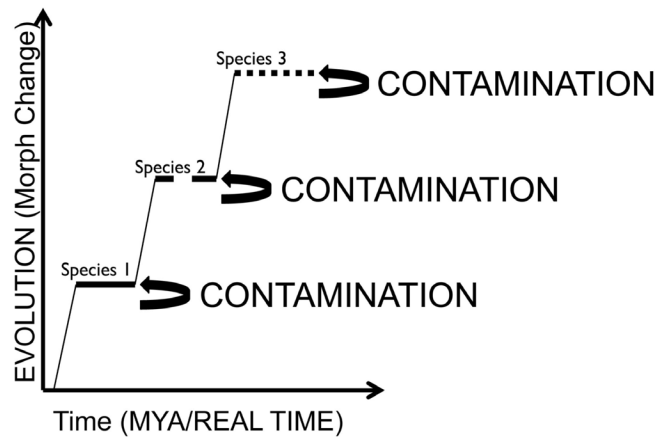 Species 3
CONTAMINATION
Species 2
CONTAMINATION
Species 1
CONTAMINATION
EVOLUTION (Morph Change)
Time (MYA/REAL TIME)